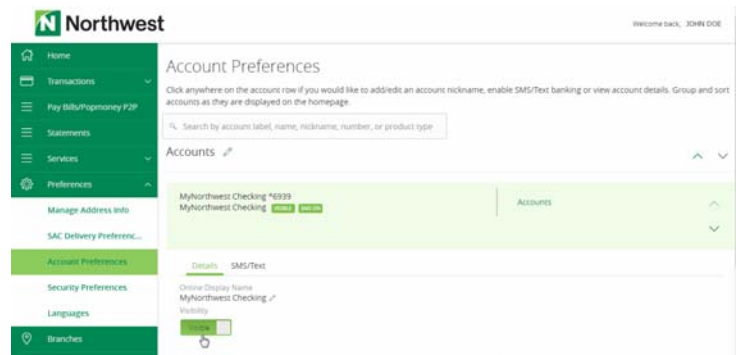 Northwest
Welcome back, JOHN DOE
Home
Transactions
Pay Bills/Popmoney P2P
Statements
Services
Preferences
Manage Address Info
SAC Delivery Preferenc...
Account Preferences
Security Preferences
Languages
Branches
Account Preferences
Click anywhere on the account row if you would like to add/edit an account nickname, enable SMS/Text banking or view account details. Group and sort
accounts as they are displayed on the homepage.
Search by account label, name, nickname, number, or product type
Accounts
MyNorthwest Checking *6939
MyNorthwest Checking VISIBLE SMS ON
Accounts
Details SMS/Text
Online Display Name
MyNorthwest Checking
Visibility
Visible